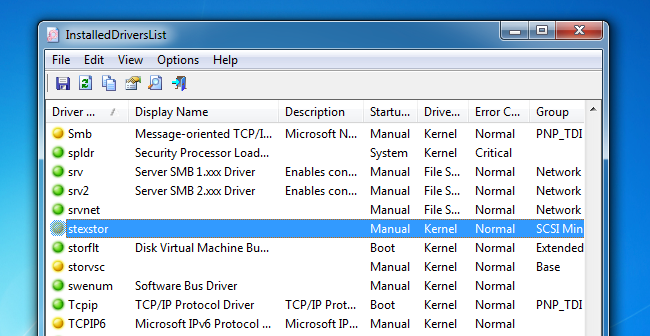 InstalledDriversList
File Edit View Options Help
Driver ... Display Name Description Startu... Drive... Error C... Group
Smb Message-oriented TCP/I... Microsoft N... Manual Kernel Normal PNP_TDI
spldr Security Processor Load... System Kernel Critical
srv Server SMB 1.xxx Driver Enables con... Manual File S... Normal Network
srv2 Server SMB 2.xxx Driver Enables con... Manual File S... Normal Network
srvnet Manual File S... Normal Network
stexstor Manual Kernel Normal SCSI Min
storflt Disk Virtual Machine Bu... Boot Kernel Normal Extended
storvsc Manual Kernel Normal Base
swenum Software Bus Driver Manual Kernel Normal
Tcpip TCP/IP Protocol Driver TCP/IP Prot... Boot Kernel Normal PNP_TDI
TCPIP6 Microsoft IPv6 Protocol ... Microsoft IP... Manual Kernel Normal